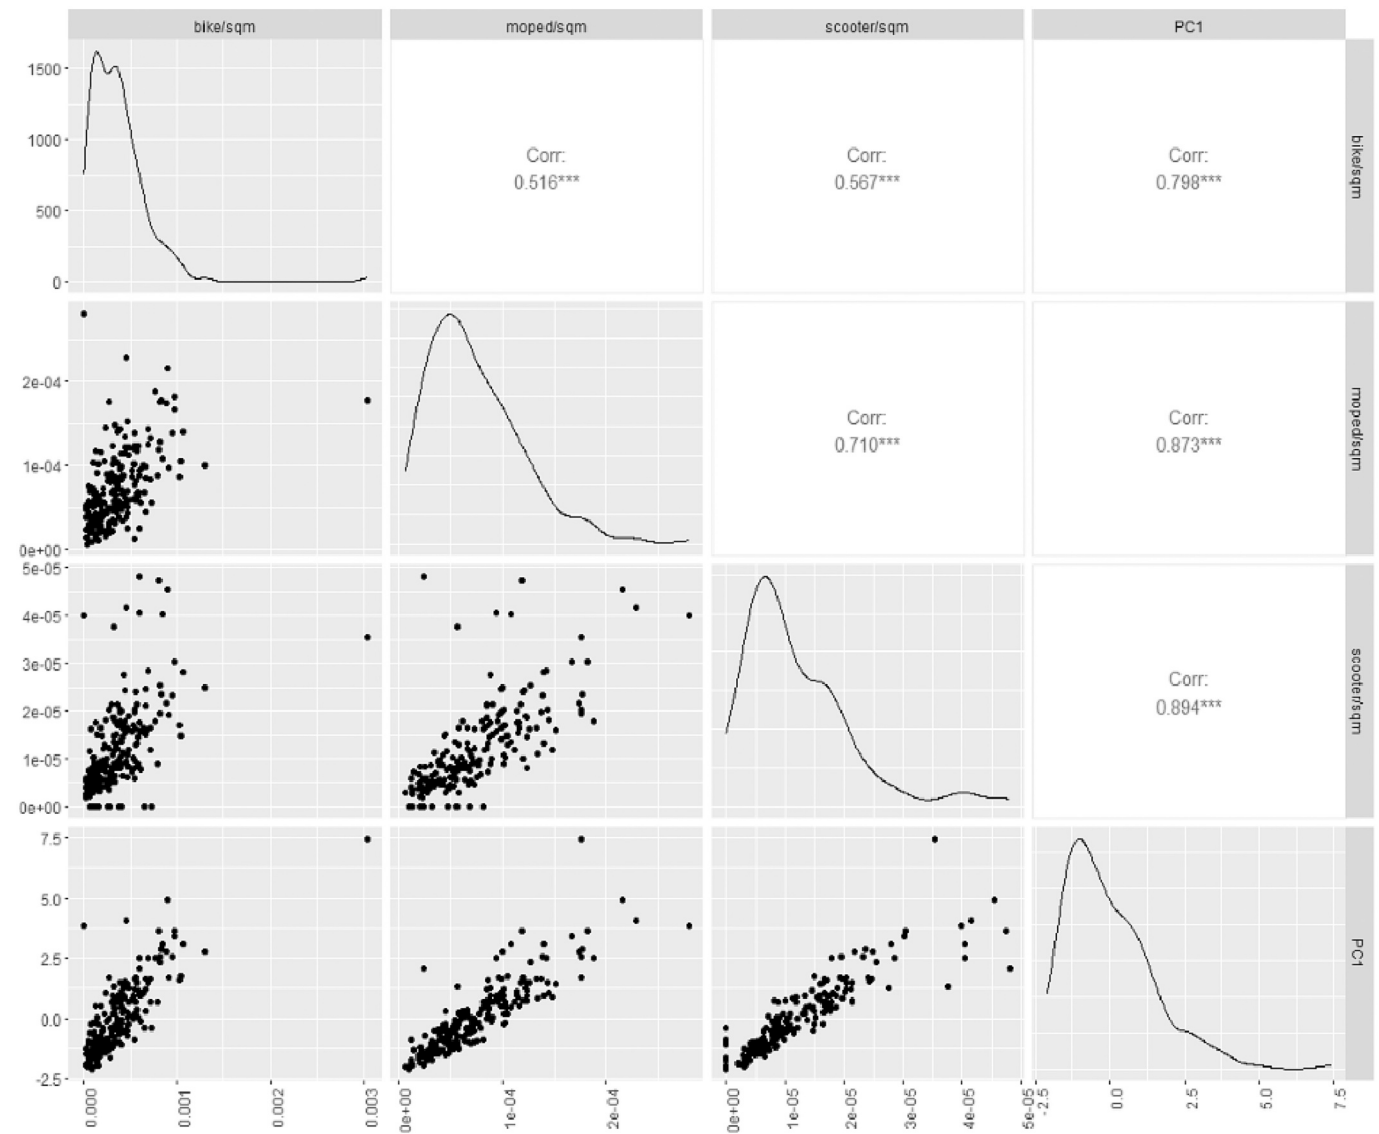 bike/sqm moped/sqm scooter/sqm PC1
1500
1000
500
0
Corr:
0.516***
Corr:
0.567***
Corr:
0.798***
bike/sqm
2e-04
1e-04
0e+00
Corr:
0.710***
Corr:
0.873***
moped/sqm
5e-05
4e-05
3e-05
2e-05
1e-05
0e+00
Corr:
0.894***
scooter/sqm
7.5
5.0
2.5
0.0
-2.5
PC1
0.000 0.001 0.002 0.003 0e+00 1e-04 2e-04 0e+00 1e-05 2e-05 3e-05 4e-05 5e-05 -2.5 0.0 2.5 5.0 7.5